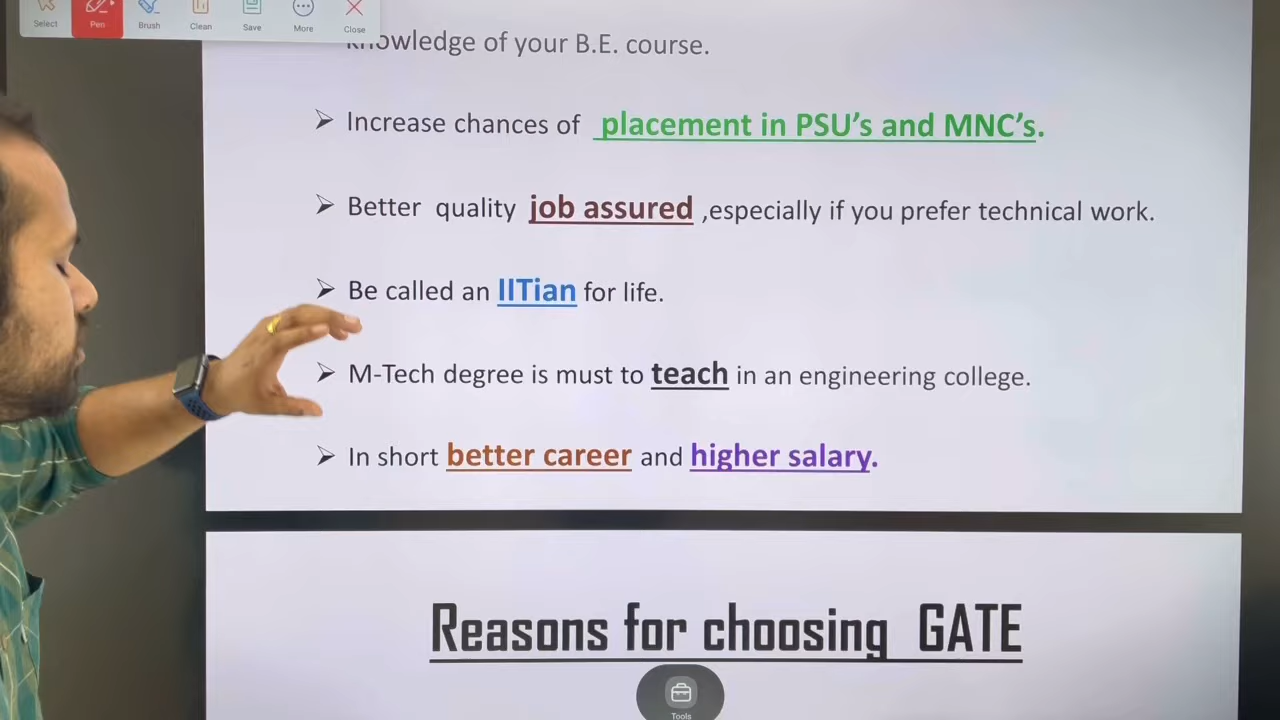 Select
Pen
Brush
Clean
Save
More
Close
knowledge of your B.E. course.
➢ Increase chances of placement in PSU's and MNC's.
➢ Better quality job assured ,especially if you prefer technical work.
➢ Be called an IITian for life.
➢ M-Tech degree is must to teach in an engineering college.
➢ In short better career and higher salary.
Reasons for choosing GATE
Tools